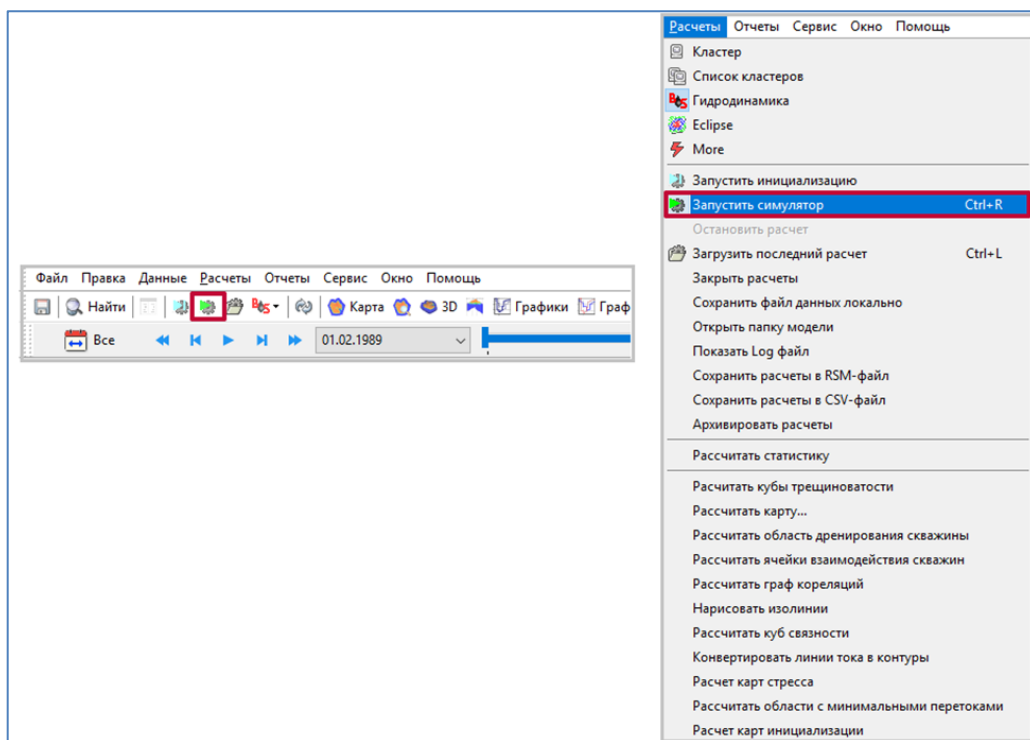 Файл Правка Данные Расчеты Отчеты Сервис Окно Помощь
Найти Карта 3D Графики Граф
Все 01.02.1989
Расчеты Отчеты Сервис Окно Помощь
Кластер
Список кластеров
Гидродинамика
Eclipse
More
Запустить инициализацию
Запустить симулятор Ctrl+R
Остановить расчет
Загрузить последний расчет Ctrl+L
Закрыть расчеты
Сохранить файл данных локально
Открыть папку модели
Показать Log файл
Сохранить расчеты в RSM-файл
Сохранить расчеты в CSV-файл
Архивировать расчеты
Рассчитать статистику
Расчитать кубы трещиноватости
Рассчитать карту...
Рассчитать область дренирования скважины
Рассчитать ячейки взаимодействия скважин
Рассчитать граф кореляций
Нарисовать изолинии
Рассчитать куб связности
Конвертировать линии тока в контуры
Расчет карт стресса
Рассчитать области с минимальными перетоками
Расчет карт инициализации